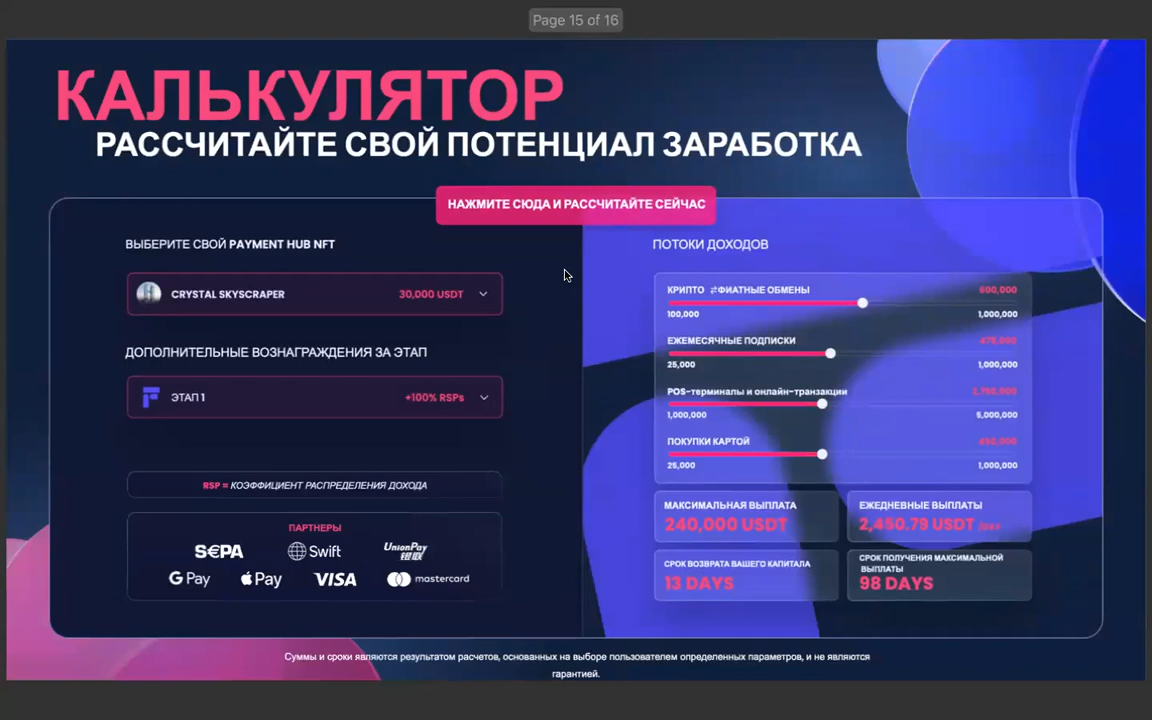 Page 15 of 16
КАЛЬКУЛЯТОР
РАССЧИТАЙТЕ СВОЙ ПОТЕНЦИАЛ ЗАРАБОТКА
НАЖМИТЕ СЮДА И РАССЧИТАЙТЕ СЕЙЧАС
ВЫБЕРИТЕ СВОЙ PAYMENT HUB NFT
CRYSTAL SKYSCRAPER 30,000 USDT
ДОПОЛНИТЕЛЬНЫЕ ВОЗНАГРАЖДЕНИЯ ЗА ЭТАП
ЭТАП 1 +100% RSPs
RSP = КОЭФФИЦИЕНТ РАСПРЕДЕЛЕНИЯ ДОХОДА
ПАРТНЕРЫ
S€PA Swift UnionPay 银联
G Pay Pay VISA mastercard
ПОТОКИ ДОХОДОВ
КРИПТО ⇄ФИАТНЫЕ ОБМЕНЫ 600,000
100,000 1,000,000
ЕЖЕМЕСЯЧНЫЕ ПОДПИСКИ
25,000 1,000,000
POS-терминалы и онлайн-транзакции
1,000,000 5,000,000
ПОКУПКИ КАРТОЙ
25,000 1,000,000
МАКСИМАЛЬНАЯ ВЫПЛАТА
240,000 USDT
ЕЖЕДНЕВНЫЕ ВЫПЛАТЫ
2,450.79 USDT /DAY
СРОК ВОЗВРАТА ВАШЕГО КАПИТАЛА
13 DAYS
СРОК ПОЛУЧЕНИЯ МАКСИМАЛЬНОЙ
ВЫПЛАТЫ
98 DAYS
Суммы и сроки являются результатом расчетов, основанных на выборе пользователем определенных параметров, и не являются
гарантией.